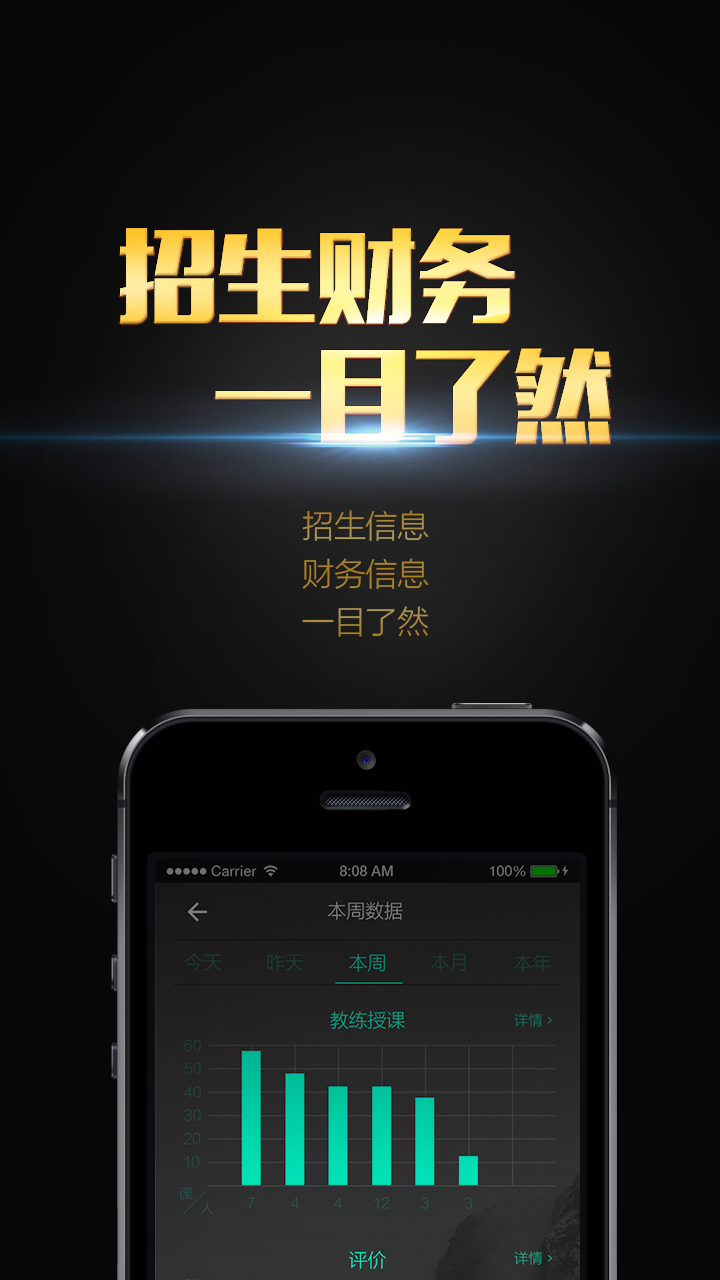 招生财务
一目了然
招生信息
财务信息
一目了然
Carrier 8:08 AM 100%
本周数据
今天 昨天 本周 本月 本年
教练授课 详情 >
60
50
40
30
20
10
课/人 7 4 4 12 3 3
评价 详情 >